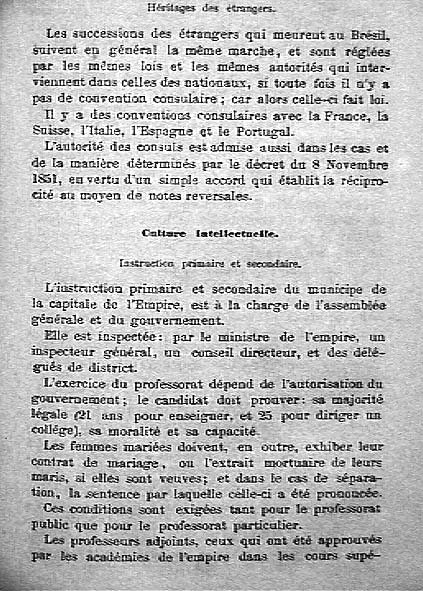 Héritages des étrangers.
Les successions des étrangers qui meurent au Brésil,
suivent en général la même marche, et sont réglées
par les mêmes lois et les mêmes autorités qui inter-
viennent dans celles des nationaux, si toute fois il n'y a
pas de convention consulaire; car alors celle-ci fait loi.
Il y a des conventions consulaires avec la France, la
Suisse, l'Italie, l'Espagne et le Portugal.
L'autorité des consuls est admise aussi dans les cas et
de la manière déterminés par le décret du 8 Novembre
1851, en vertu d'un simple accord qui établit la récipro-
cité au moyen de notes reversales.
Culture intellectuelle.
Instruction primaire et secondaire.
L'instruction primaire et secondaire du municipe de
la capitale de l'Empire, est à la charge de l'assemblée
générale et du gouvernement.
Elle est inspectée: par le ministre de l'empire, un
inspecteur général, un conseil directeur, et des délé-
gués de district.
L'exercice du professorat dépend de l'autorisation du
gouvernement; le candidat doit prouver: sa majorité
légale (21 ans pour enseigner, et 25 pour diriger un
collége), sa moralité et sa capacité.
Les femmes mariées doivent, en outre, exhiber leur
contrat de mariage, ou l'extrait mortuaire de leurs
maris, si elles sont veuves; et dans le cas de sépara-
tion, la sentence par laquelle celle-ci a été prononcée.
Ces conditions sont exigées tant pour le professorat
public que pour le professorat particulier.
Les professeurs adjoints, ceux qui ont été approuvés
par les académies de l'empire dans les cours supé-